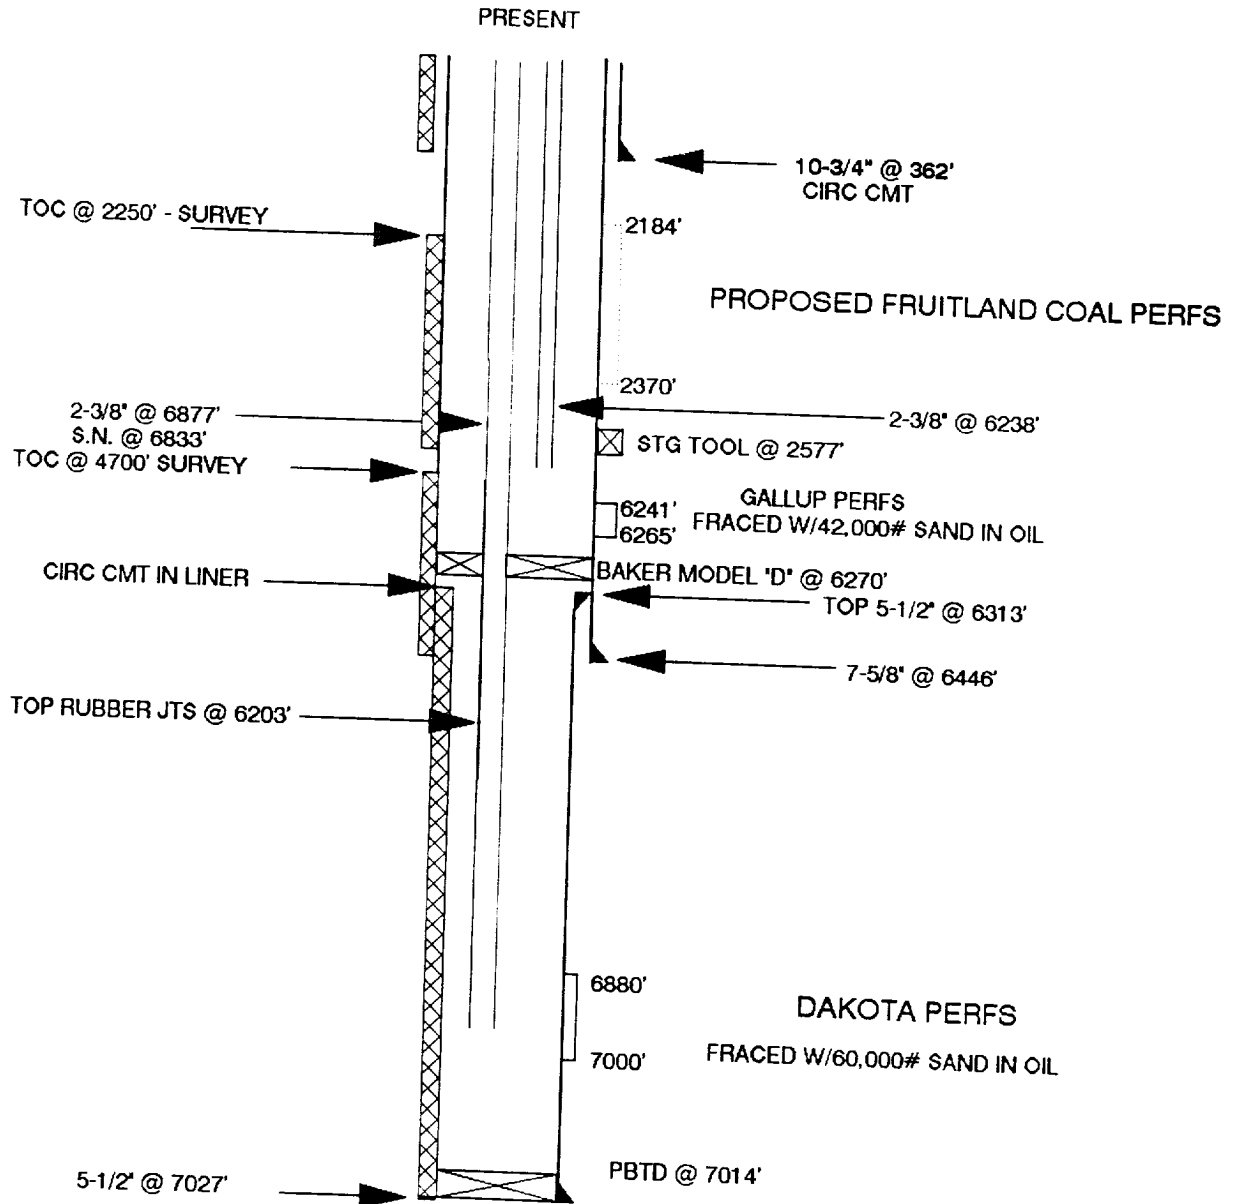 PRESENT
10-3/4" @ 362'
CIRC CMT
TOC @ 2250' - SURVEY
2184'
PROPOSED FRUITLAND COAL PERFS
2370'
2-3/8" @ 6877'
S.N. @ 6833'
TOC @ 4700' SURVEY
2-3/8" @ 6238'
STG TOOL @ 2577'
6241'
6265'
GALLUP PERFS
FRACED W/42,000# SAND IN OIL
CIRC CMT IN LINER
BAKER MODEL "D" @ 6270'
TOP 5-1/2" @ 6313'
7-5/8" @ 6446'
TOP RUBBER JTS @ 6203'
6880'
DAKOTA PERFS
7000'
FRACED W/60,000# SAND IN OIL
5-1/2" @ 7027'
PBTD @ 7014'